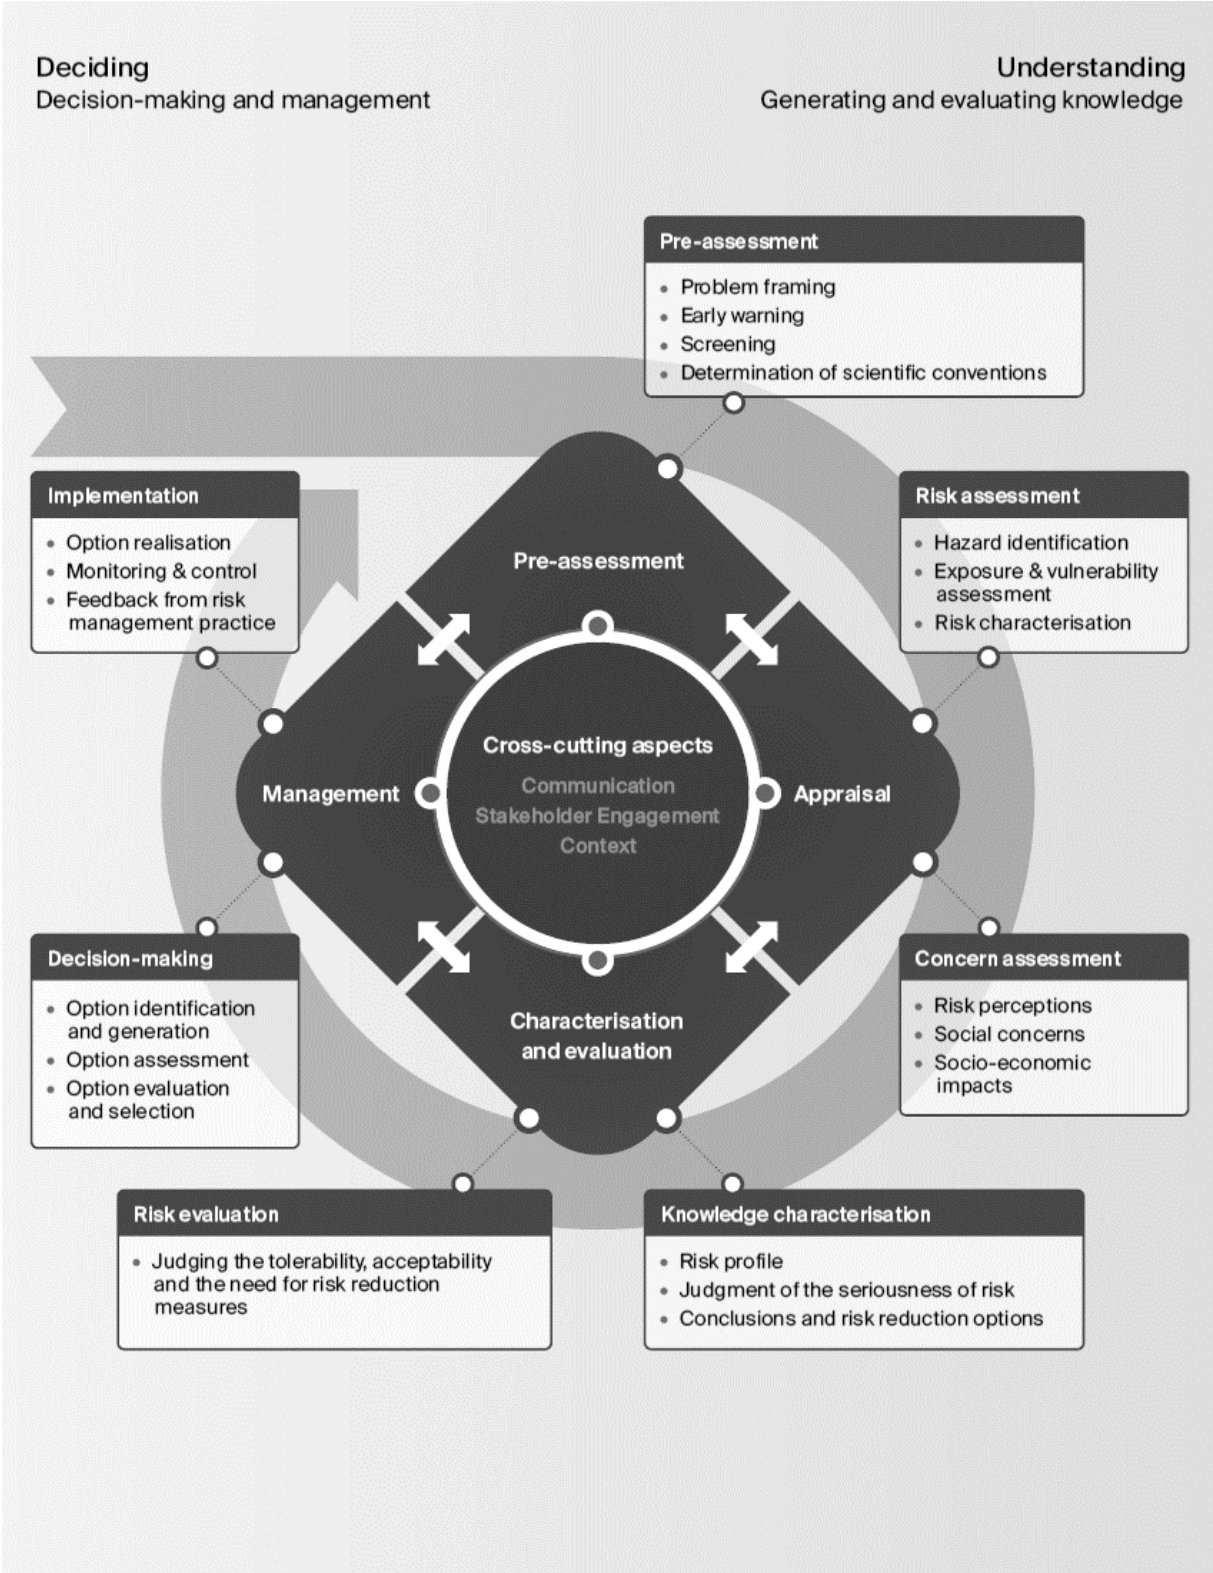 Deciding
Decision-making and management
Understanding
Generating and evaluating knowledge
Pre-assessment
• Problem framing
• Early warning
• Screening
• Determination of scientific conventions
Implementation
• Option realisation
• Monitoring & control
• Feedback from risk
management practice
Risk assessment
• Hazard identification
• Exposure & vulnerability
assessment
• Risk characterisation
Pre-assessment
Cross-cutting aspects
Communication
Stakeholder Engagement
Context
Management
Appraisal
Characterisation
and evaluation
Decision-making
• Option identification
and generation
• Option assessment
• Option evaluation
and selection
Concern assessment
• Risk perceptions
• Social concerns
• Socio-economic
impacts
Risk evaluation
• Judging the tolerability, acceptability
and the need for risk reduction
measures
Knowledge characterisation
• Risk profile
• Judgment of the seriousness of risk
• Conclusions and risk reduction options